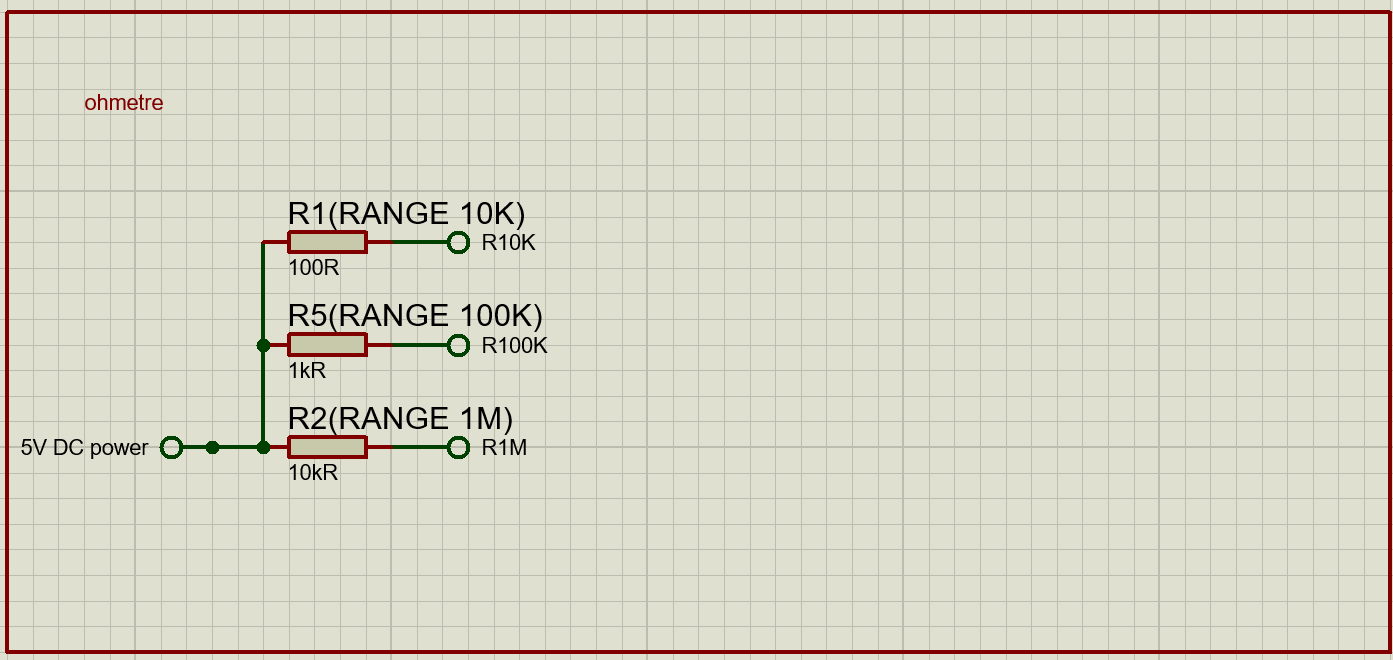 ohmetre
R1(RANGE 10K)
R10K
100R
R5(RANGE 100K)
R100K
1kR
R2(RANGE 1M)
5V DC power
R1M
10kR